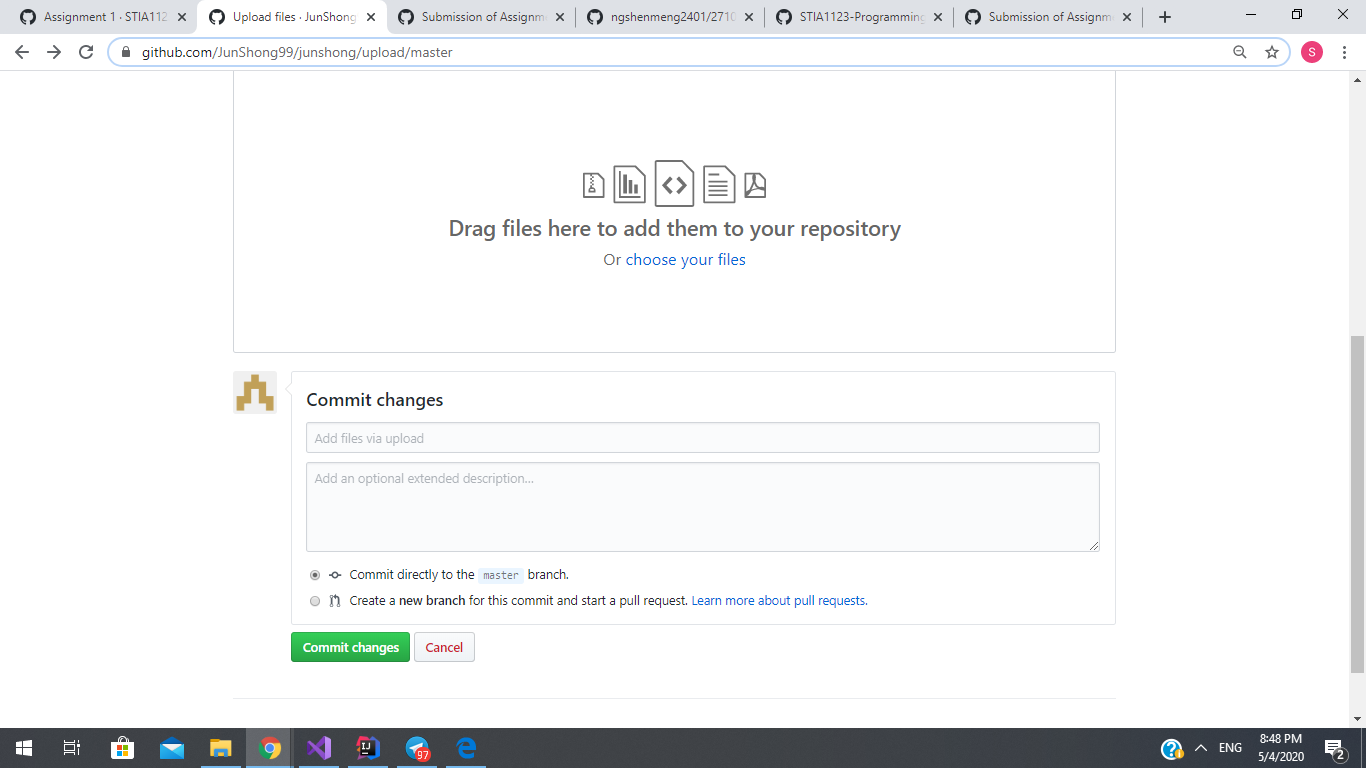 Assignment 1 · STIA112
Upload files · JunShong
Submission of Assignm
ngshenmeng2401/2710
STIA1123-Programming
Submission of Assignm
github.com/JunShong99/junshong/upload/master
S
Drag files here to add them to your repository
Or choose your files
Commit changes
Add files via upload
Add an optional extended description...
Commit directly to the master branch.
Create a new branch for this commit and start a pull request. Learn more about pull requests.
Commit changes
Cancel
IJ
97
ENG
8:48 PM
5/4/2020
2